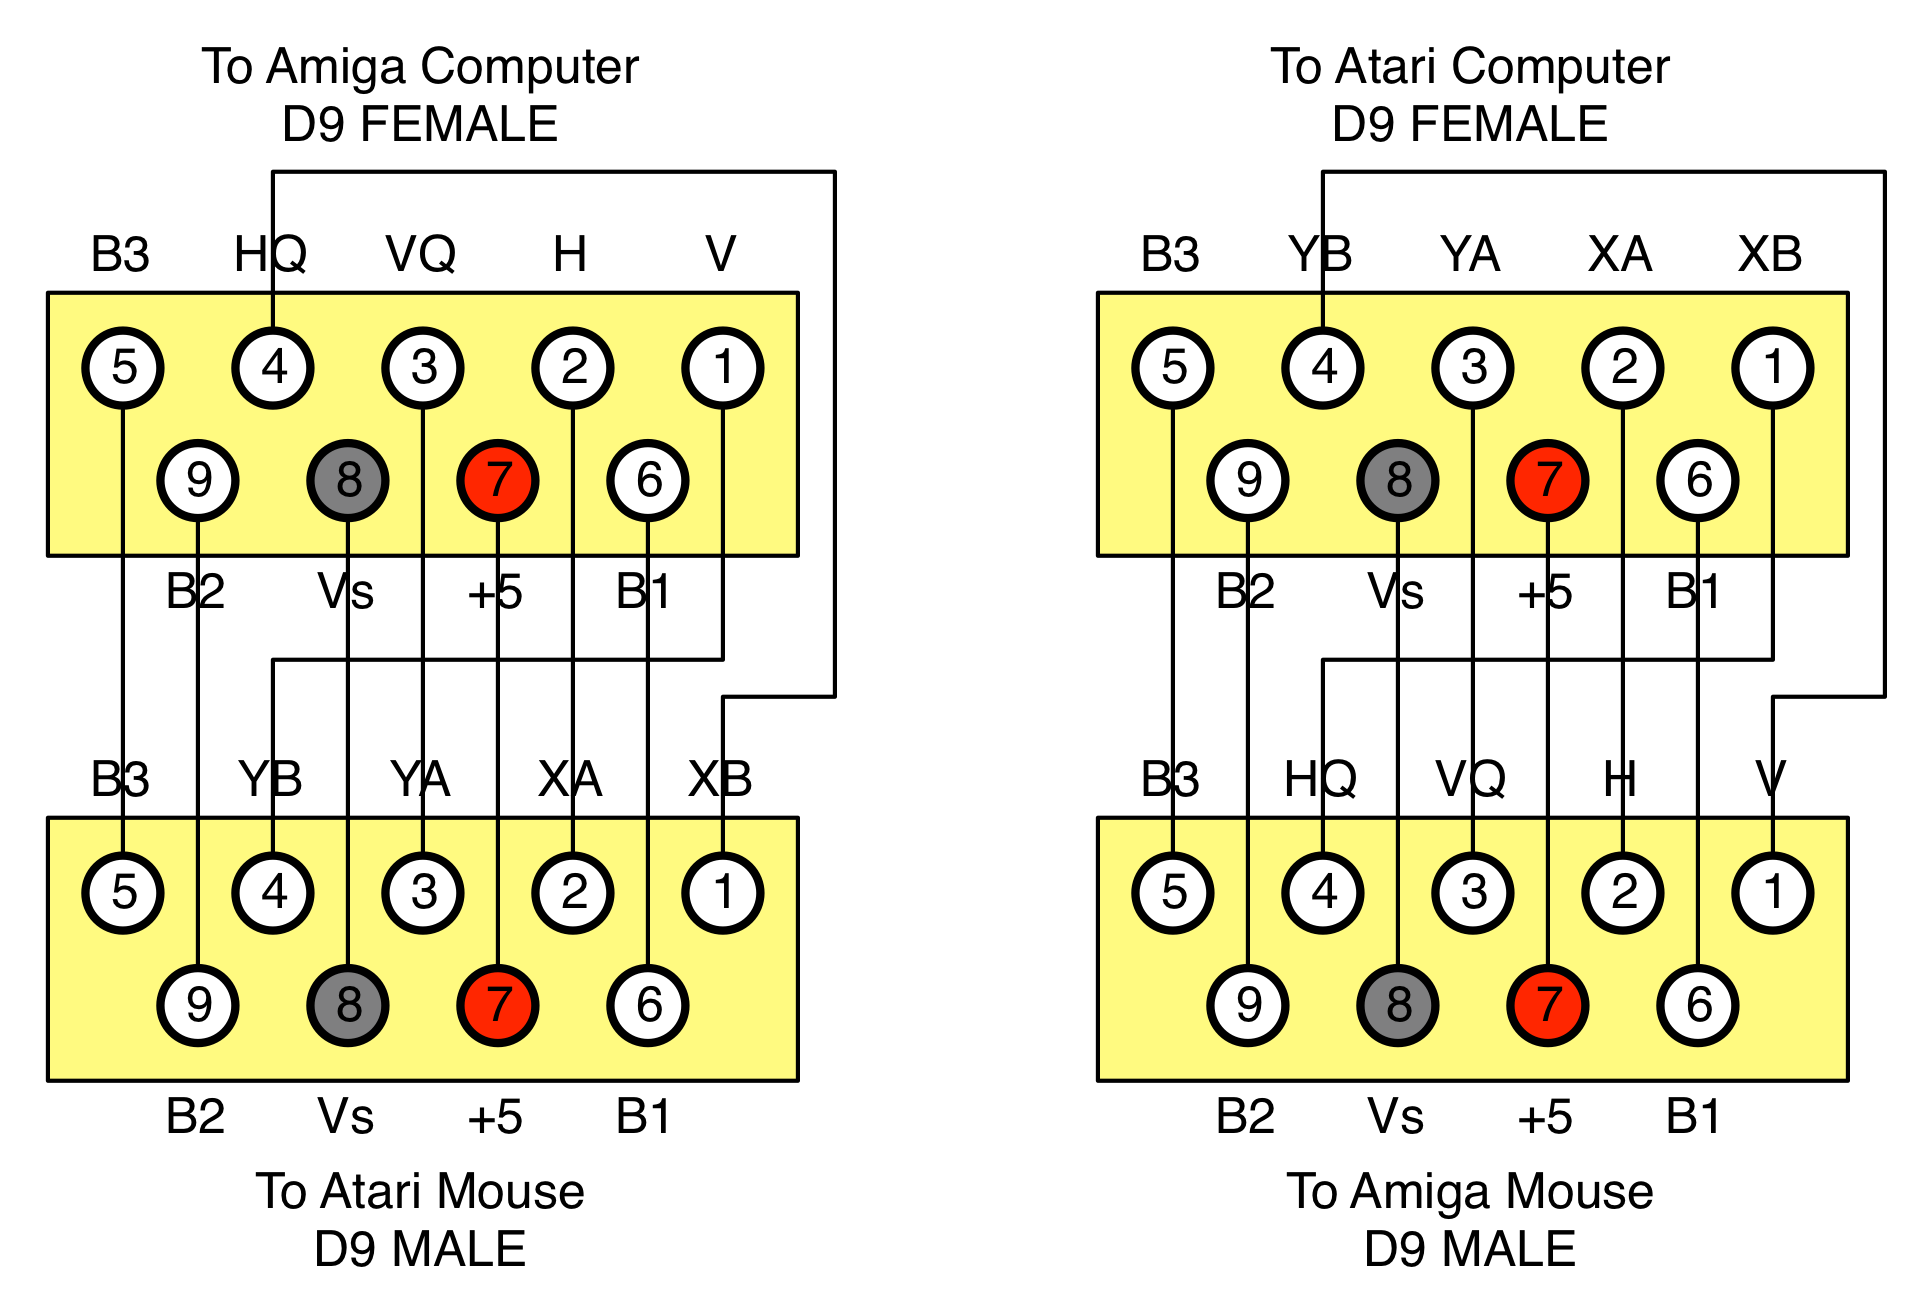 To Amiga Computer
D9 FEMALE
B3 HQ VQ H V
5 4 3 2 1
9 8 7 6
B2 Vs +5 B1
B3 YB YA XA XB
5 4 3 2 1
9 8 7 6
B2 Vs +5 B1
To Atari Mouse
D9 MALE
To Atari Computer
D9 FEMALE
B3 YB YA XA XB
5 4 3 2 1
9 8 7 6
B2 Vs +5 B1
B3 HQ VQ H V
5 4 3 2 1
9 8 7 6
B2 Vs +5 B1
To Amiga Mouse
D9 MALE